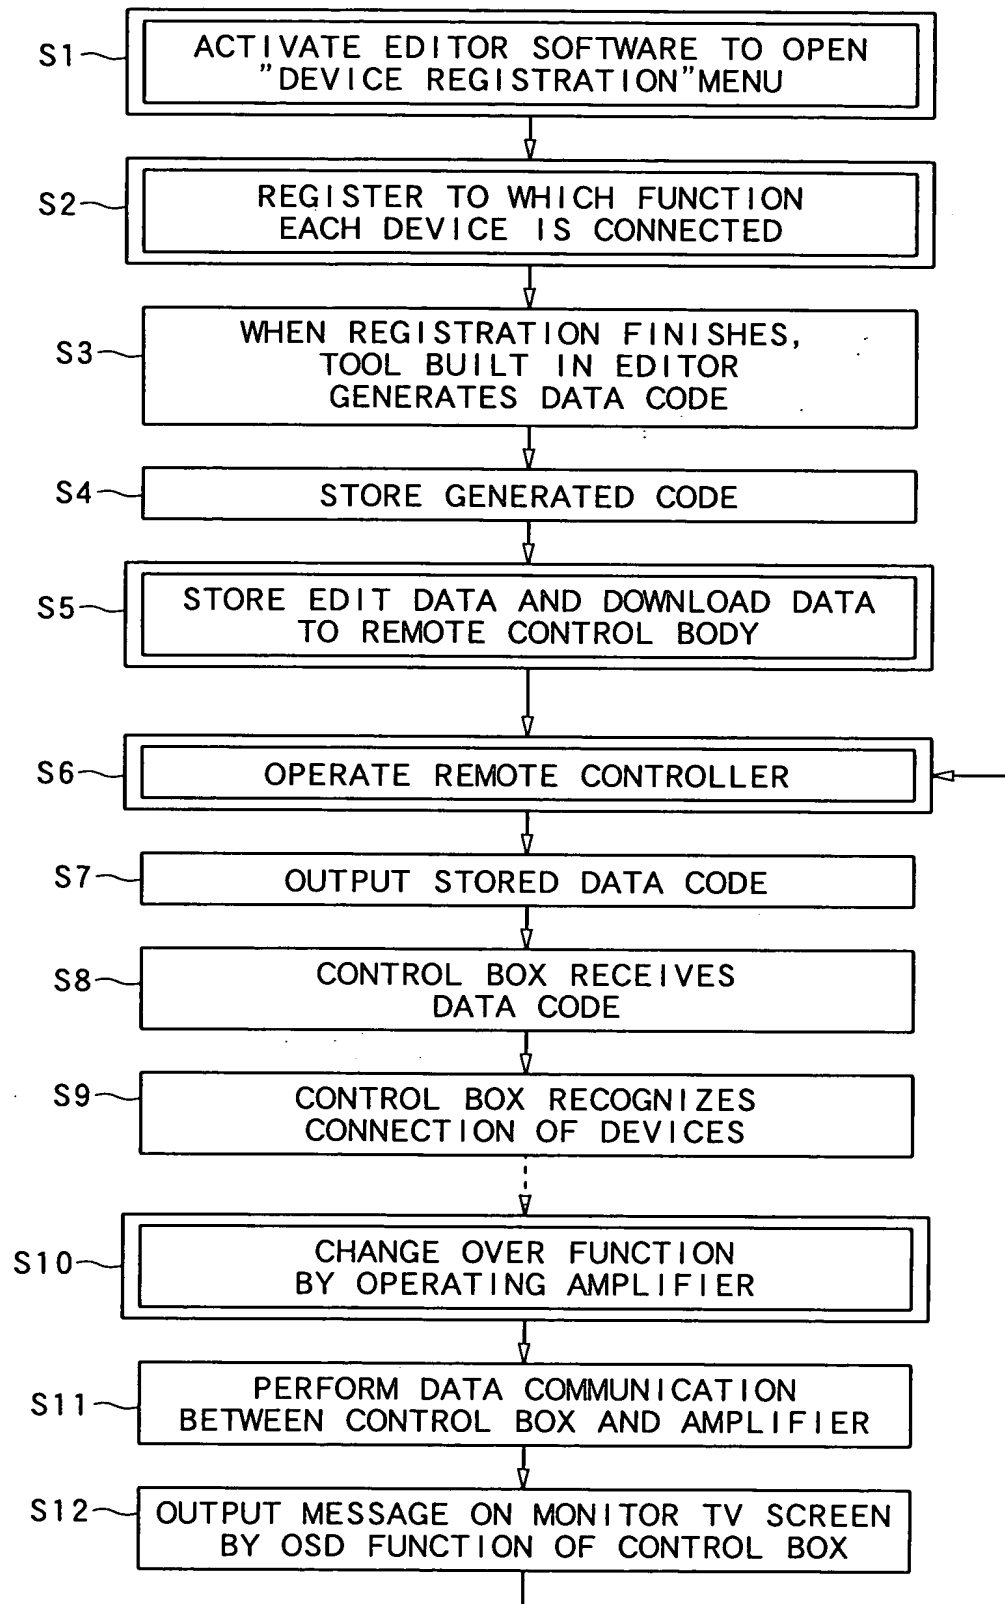 S1
ACTIVATE EDITOR SOFTWARE TO OPEN
"DEVICE REGISTRATION"MENU
S2
REGISTER TO WHICH FUNCTION
EACH DEVICE IS CONNECTED
S3
WHEN REGISTRATION FINISHES,
TOOL BUILT IN EDITOR
GENERATES DATA CODE
S4
STORE GENERATED CODE
S5
STORE EDIT DATA AND DOWNLOAD DATA
TO REMOTE CONTROL BODY
S6
OPERATE REMOTE CONTROLLER
S7
OUTPUT STORED DATA CODE
S8
CONTROL BOX RECEIVES
DATA CODE
S9
CONTROL BOX RECOGNIZES
CONNECTION OF DEVICES
S10
CHANGE OVER FUNCTION
BY OPERATING AMPLIFIER
S11
PERFORM DATA COMMUNICATION
BETWEEN CONTROL BOX AND AMPLIFIER
S12
OUTPUT MESSAGE ON MONITOR TV SCREEN
BY OSD FUNCTION OF CONTROL BOX